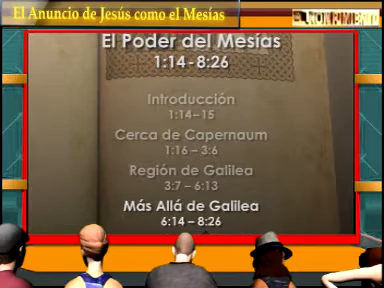 El Anuncio de Jesús como el Mesías
El Poder del Mesías
1:14 - 8:26
Introducción
1:14 – 15
Cerca de Capernaum
1:16 – 3:6
Región de Galilea
3:7 – 6:13
Más Allá de Galilea
6:14 – 8:26